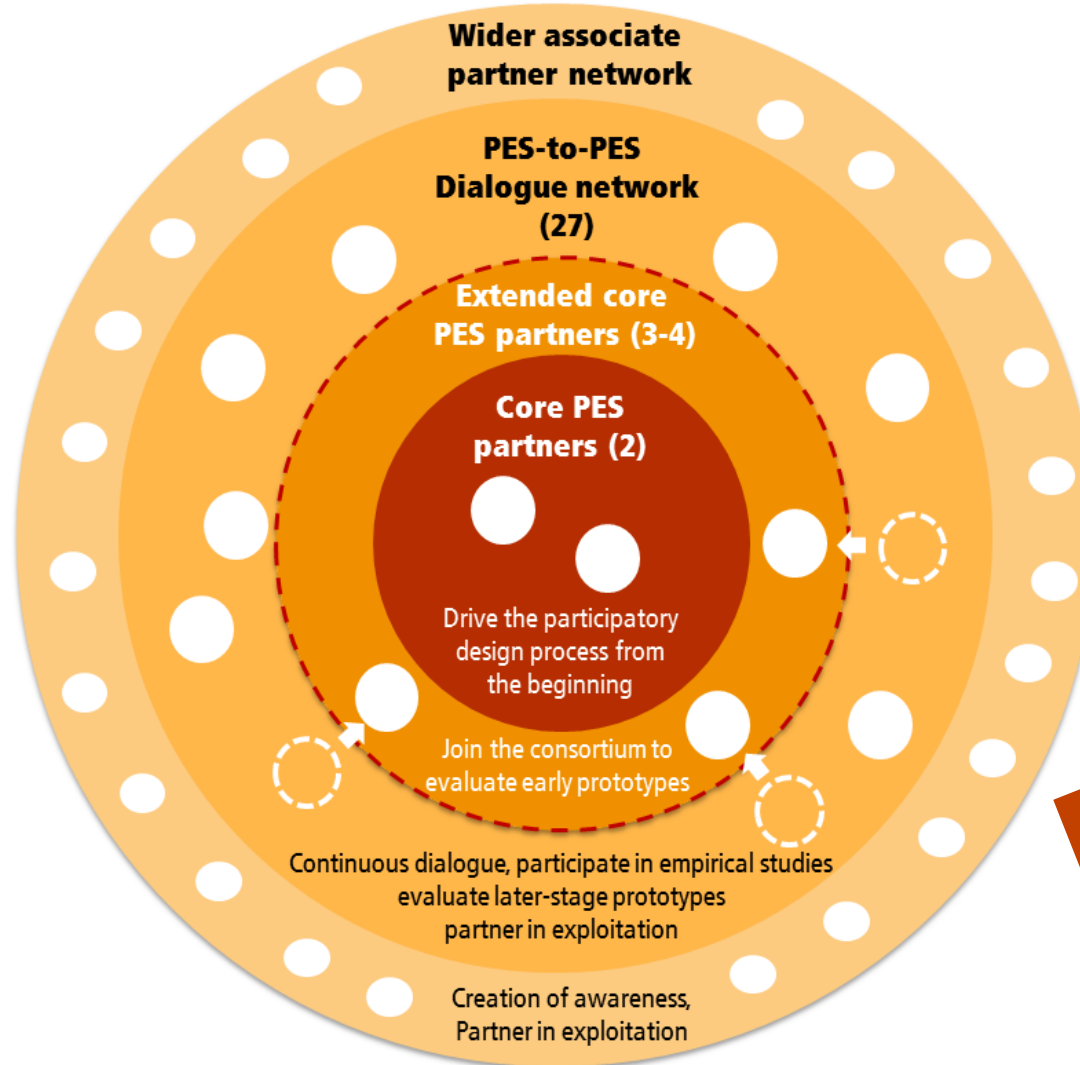 Wider associate
partner network
PES-to-PES
Dialogue network
(27)
Extended core
PES partners (3-4)
Core PES
partners (2)
Drive the participatory
design process from
the beginning
Join the consortium to
evaluate early prototypes
Continuous dialogue, participate in empirical studies
evaluate later-stage prototypes
partner in exploitation
Creation of awareness,
Partner in exploitation